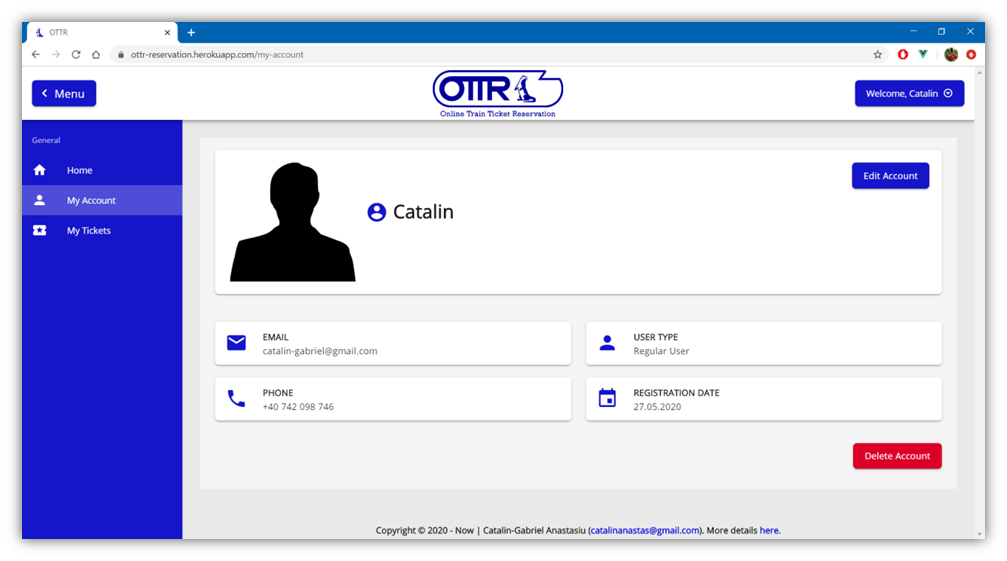 OTTR
ottr-reservation.herokuapp.com/my-account
Menu
OTTR
Online Train Ticket Reservation
Welcome, Catalin
General
Home
My Account
My Tickets
Catalin
Edit Account
EMAIL
catalin-gabriel@gmail.com
USER TYPE
Regular User
PHONE
+40 742 098 746
REGISTRATION DATE
27.05.2020
Delete Account
Copyright © 2020 - Now | Catalin-Gabriel Anastasiu (catalinanastas@gmail.com). More details here.